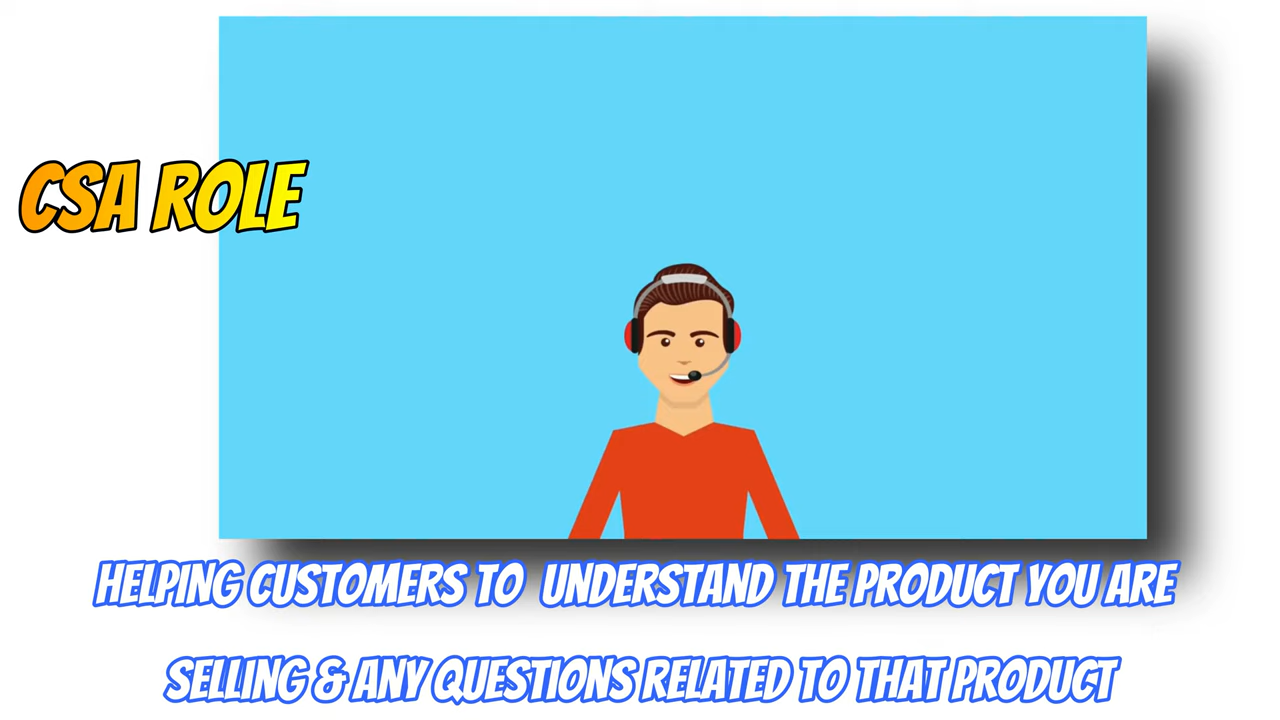 CSA ROLE
HELPING CUSTOMERS TO UNDERSTAND THE PRODUCT YOU ARE
SELLING & ANY QUESTIONS RELATED TO THAT PRODUCT